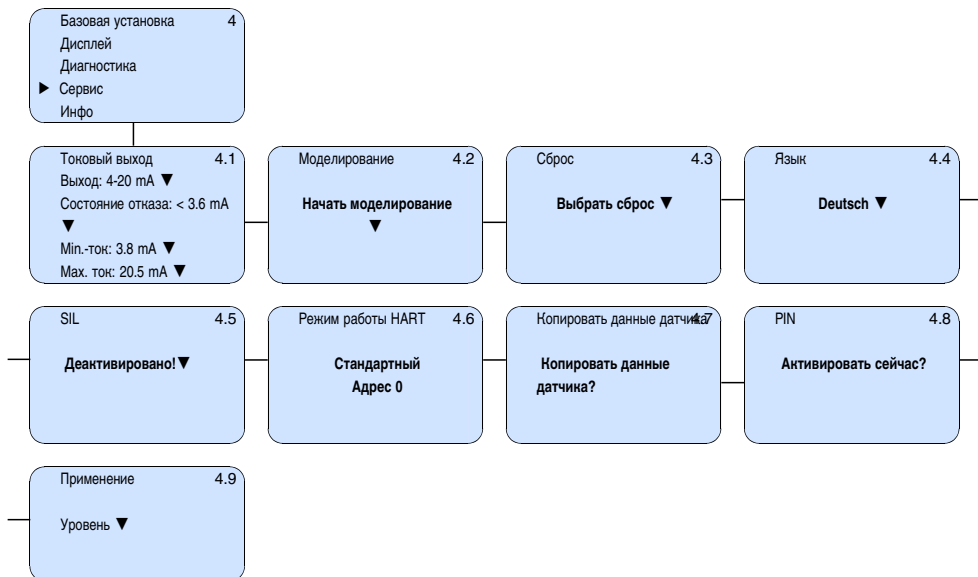 Базовая установка 4
Дисплей
Диагностика
▶ Сервис
Инфо
Токовый выход 4.1
Выход: 4-20 mA ▼
Состояние отказа: < 3.6 mA
▼
Min.-ток: 3.8 mA ▼
Max. ток: 20.5 mA ▼
Моделирование 4.2
Начать моделирование
▼
Сброс 4.3
Выбрать сброс ▼
Язык 4.4
Deutsch ▼
SIL 4.5
Деактивировано! ▼
Режим работы HART 4.6
Стандартный
Адрес 0
Копировать данные датчика 4.7
Копировать данные
датчика?
PIN 4.8
Активировать сейчас?
Применение 4.9
Уровень ▼